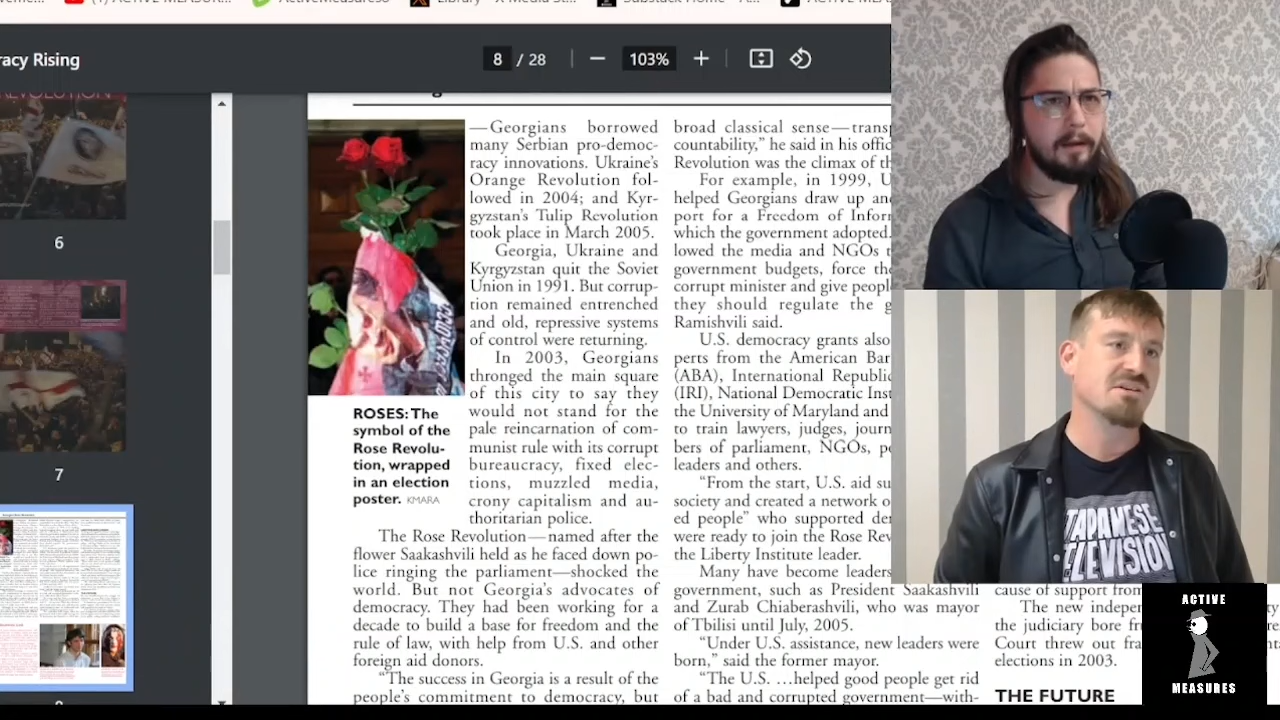 Library - X Media St...
Substack Home - A...
racy Rising
8 / 28
103%
REVOLUTION
6
7
—Georgians borrowed
many Serbian pro-democ-
racy innovations. Ukraine's
Orange Revolution fol-
lowed in 2004; and Kyr-
gyzstan's Tulip Revolution
took place in March 2005.
Georgia, Ukraine and
Kyrgyzstan quit the Soviet
Union in 1991. But corrup-
tion remained entrenched
and old, repressive systems
of control were returning.
In 2003, Georgians
thronged the main square
of this city to say they
would not stand for the
pale reincarnation of com-
munist rule with its corrupt
bureaucracy, fixed elec-
tions, muzzled media,
crony capitalism and au-
thoritarian police.
ROSES: The
symbol of the
Rose Revolu-
tion, wrapped
in an election
poster. KMARA
The Rose Revolution—named after the
flower Saakashvili held as he faced down po-
lice ringing the parliament—shocked the
world. But not Georgia's advocates of
democracy. They had been working for a
decade to build a base for freedom and the
rule of law, with help from U.S. and other
foreign aid donors.
"The success in Georgia is a result of the
people's commitment to democracy, but
broad classical sense—transp
countability," he said in his offic
Revolution was the climax of th
For example, in 1999, U
helped Georgians draw up an
port for a Freedom of Inform
which the government adopted.
lowed the media and NGOs t
government budgets, force the
corrupt minister and give people
they should regulate the g
Ramishvili said.
U.S. democracy grants also
perts from the American Bar
(ABA), International Republic
(IRI), National Democratic Inst
the University of Maryland and
to train lawyers, judges, journ
bers of parliament, NGOs, po
leaders and others.
"From the start, U.S. aid su
society and created a network o
ed people" who supported der
were ready to join the Rose Rev
the Liberty Institute leader.
Many have become leaders
government, such as President Saakashvili
and Zurab Chiaberashvili, who was mayor
of Tbilisi until July, 2005.
"Under U.S. assistance, new leaders were
born," said the former mayor.
"The U.S. …helped good people get rid
of a bad and corrupted government—with-
cause of support from
The new indepen
the judiciary bore fr
Court threw out fra
elections in 2003.
THE FUTURE
JAPANESE
TELEVISION
ACTIVE
MEASURES